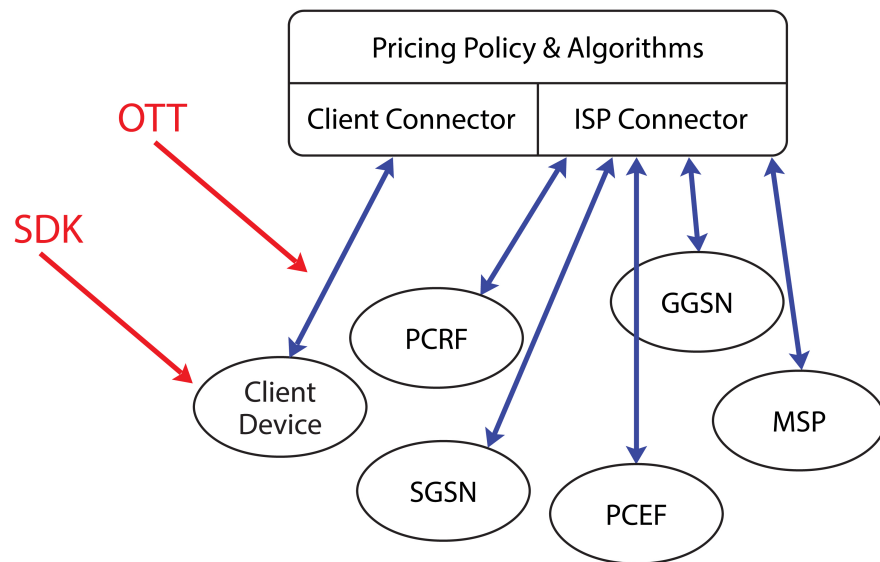 Pricing Policy & Algorithms
Client Connector
ISP Connector
OTT
SDK
GGSN
PCRF
Client
Device
MSP
SGSN
PCEF